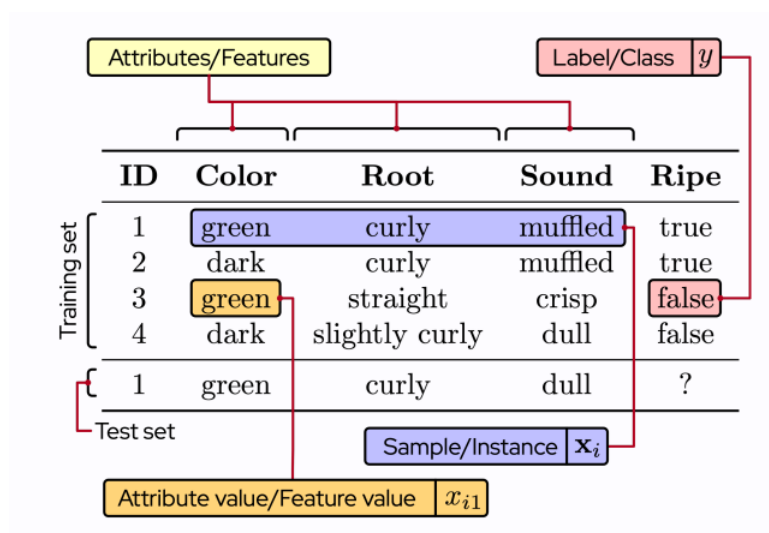 Attributes/Features
Label/Class y
ID Color Root Sound Ripe
Training set
1 green curly muffled true
2 dark curly muffled true
3 green straight crisp false
4 dark slightly curly dull false
1 green curly dull ?
Test set
Sample/Instance xᵢ
Attribute value/Feature value xᵢ₁